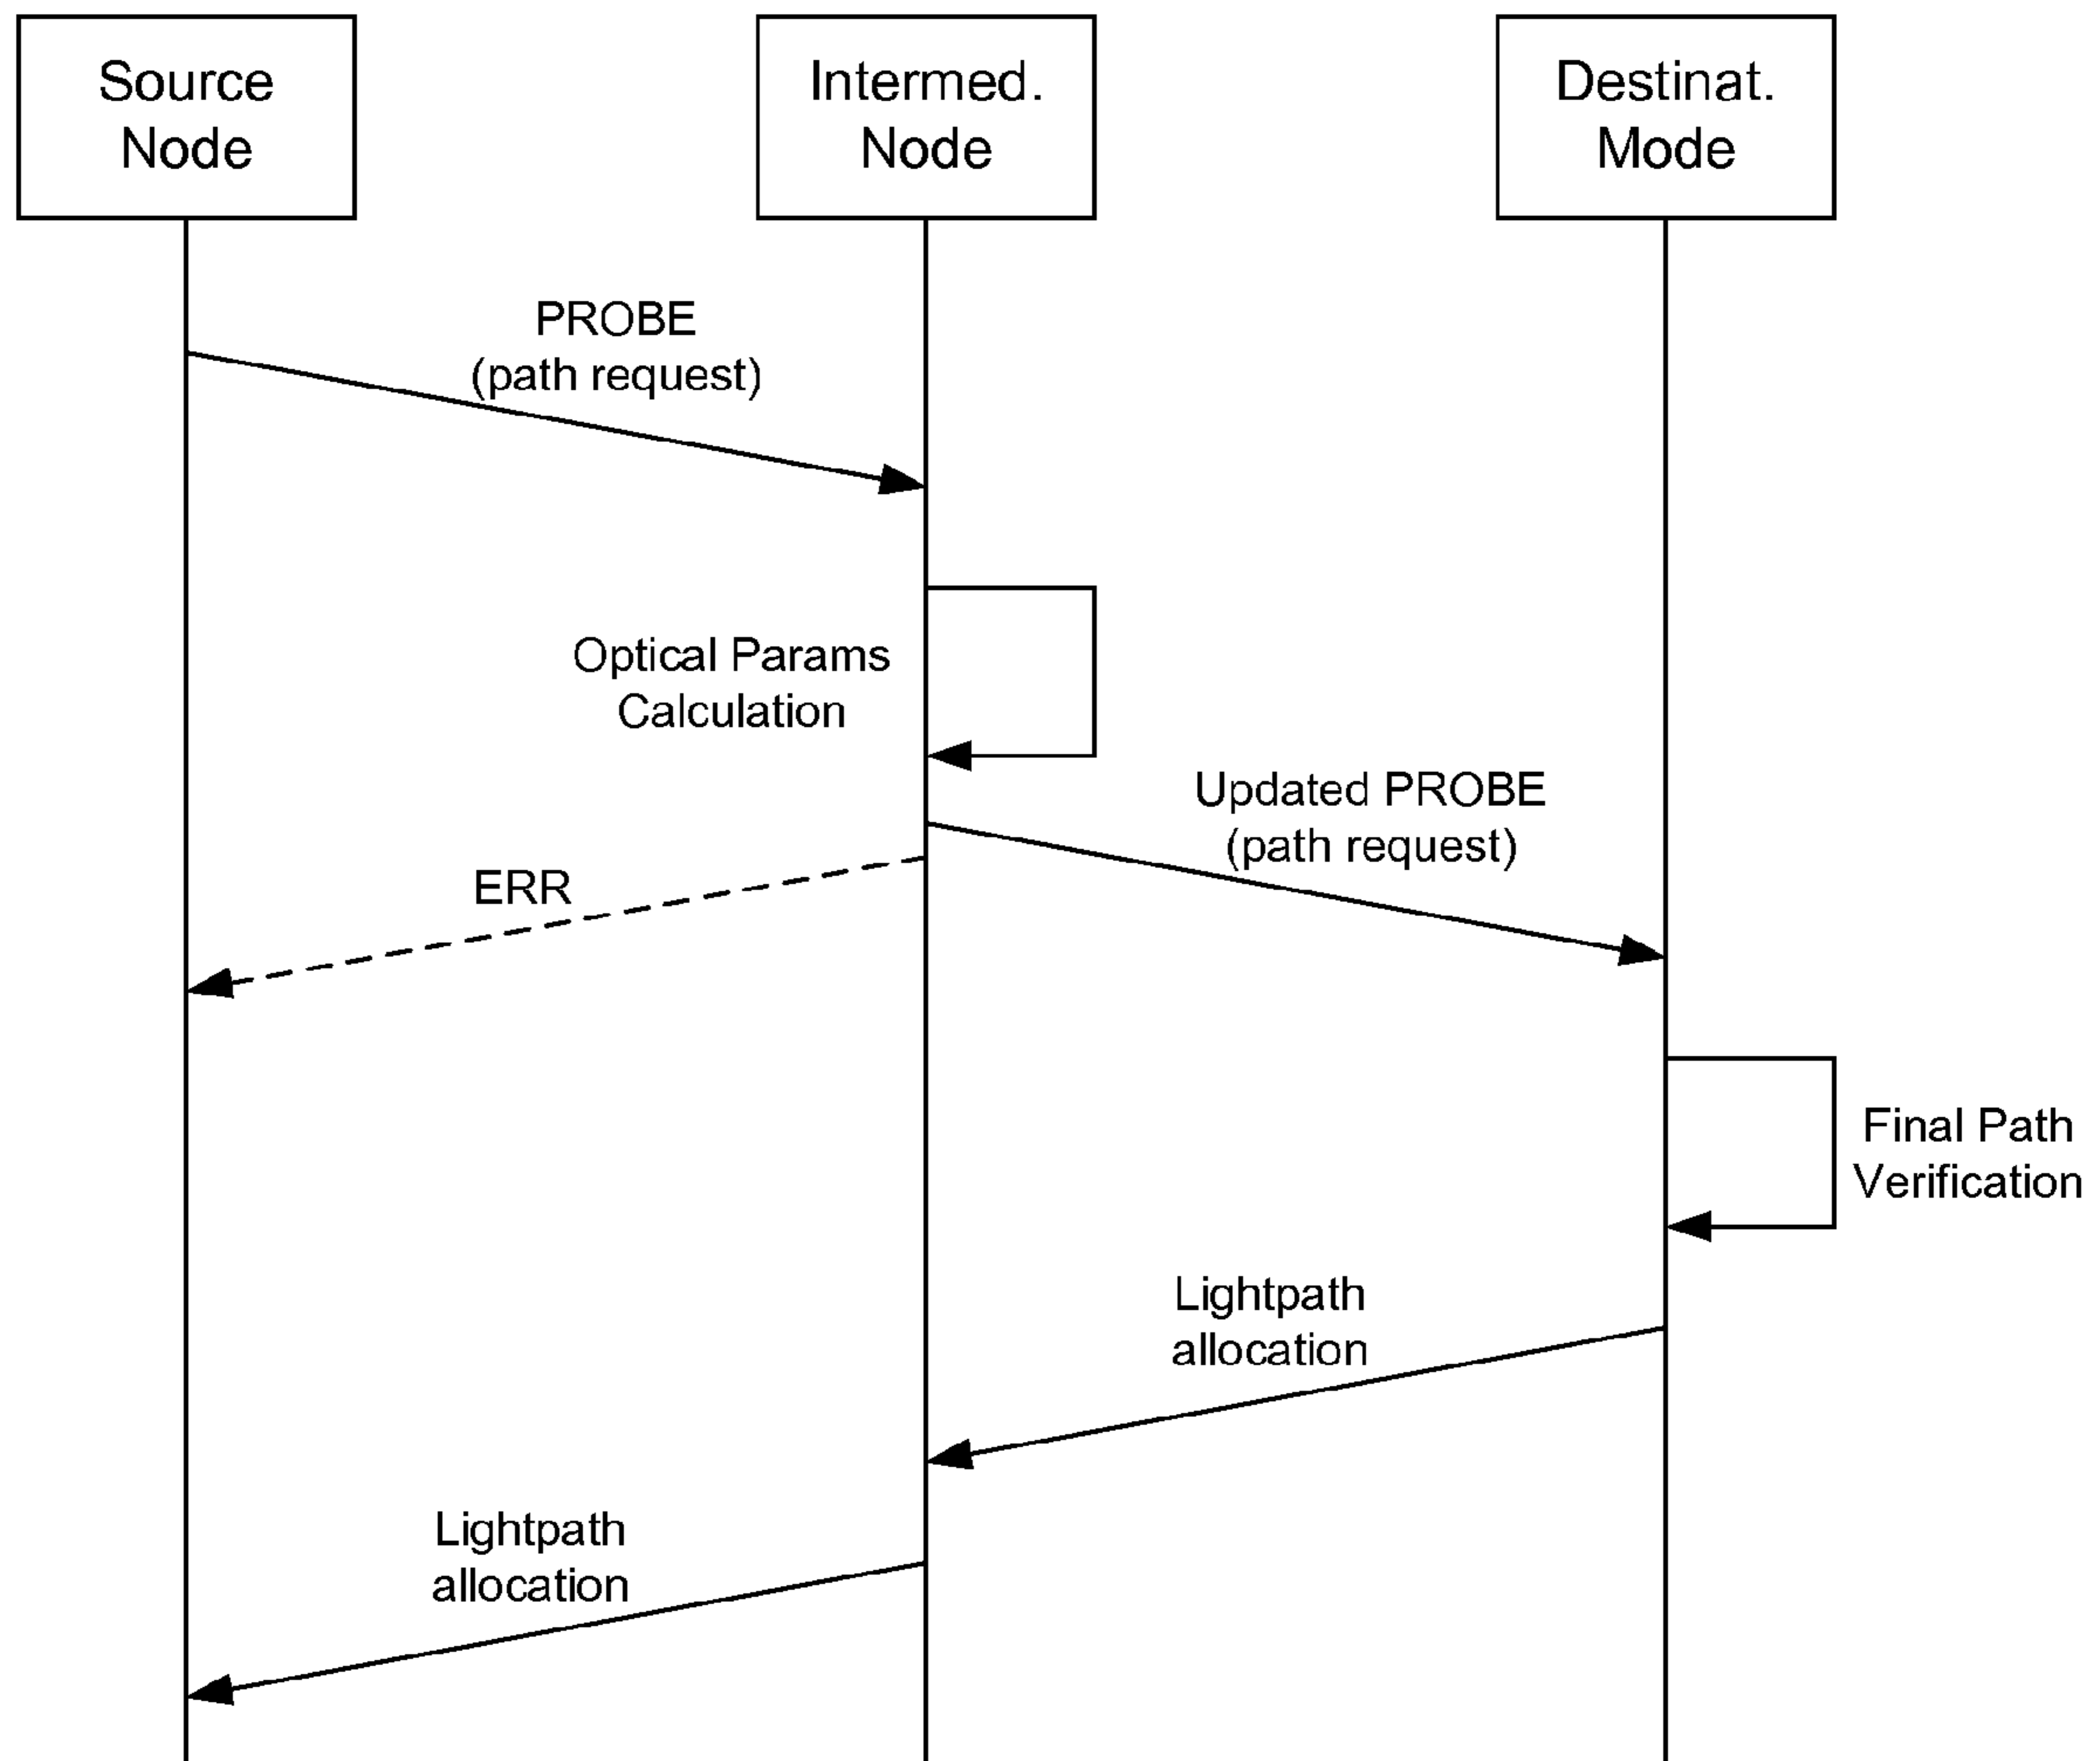 Source
Node
Intermed.
Node
Destinat.
Mode
PROBE
(path request)
Optical Params
Calculation
Updated PROBE
(path request)
ERR
Final Path
Verification
Lightpath
allocation
Lightpath
allocation